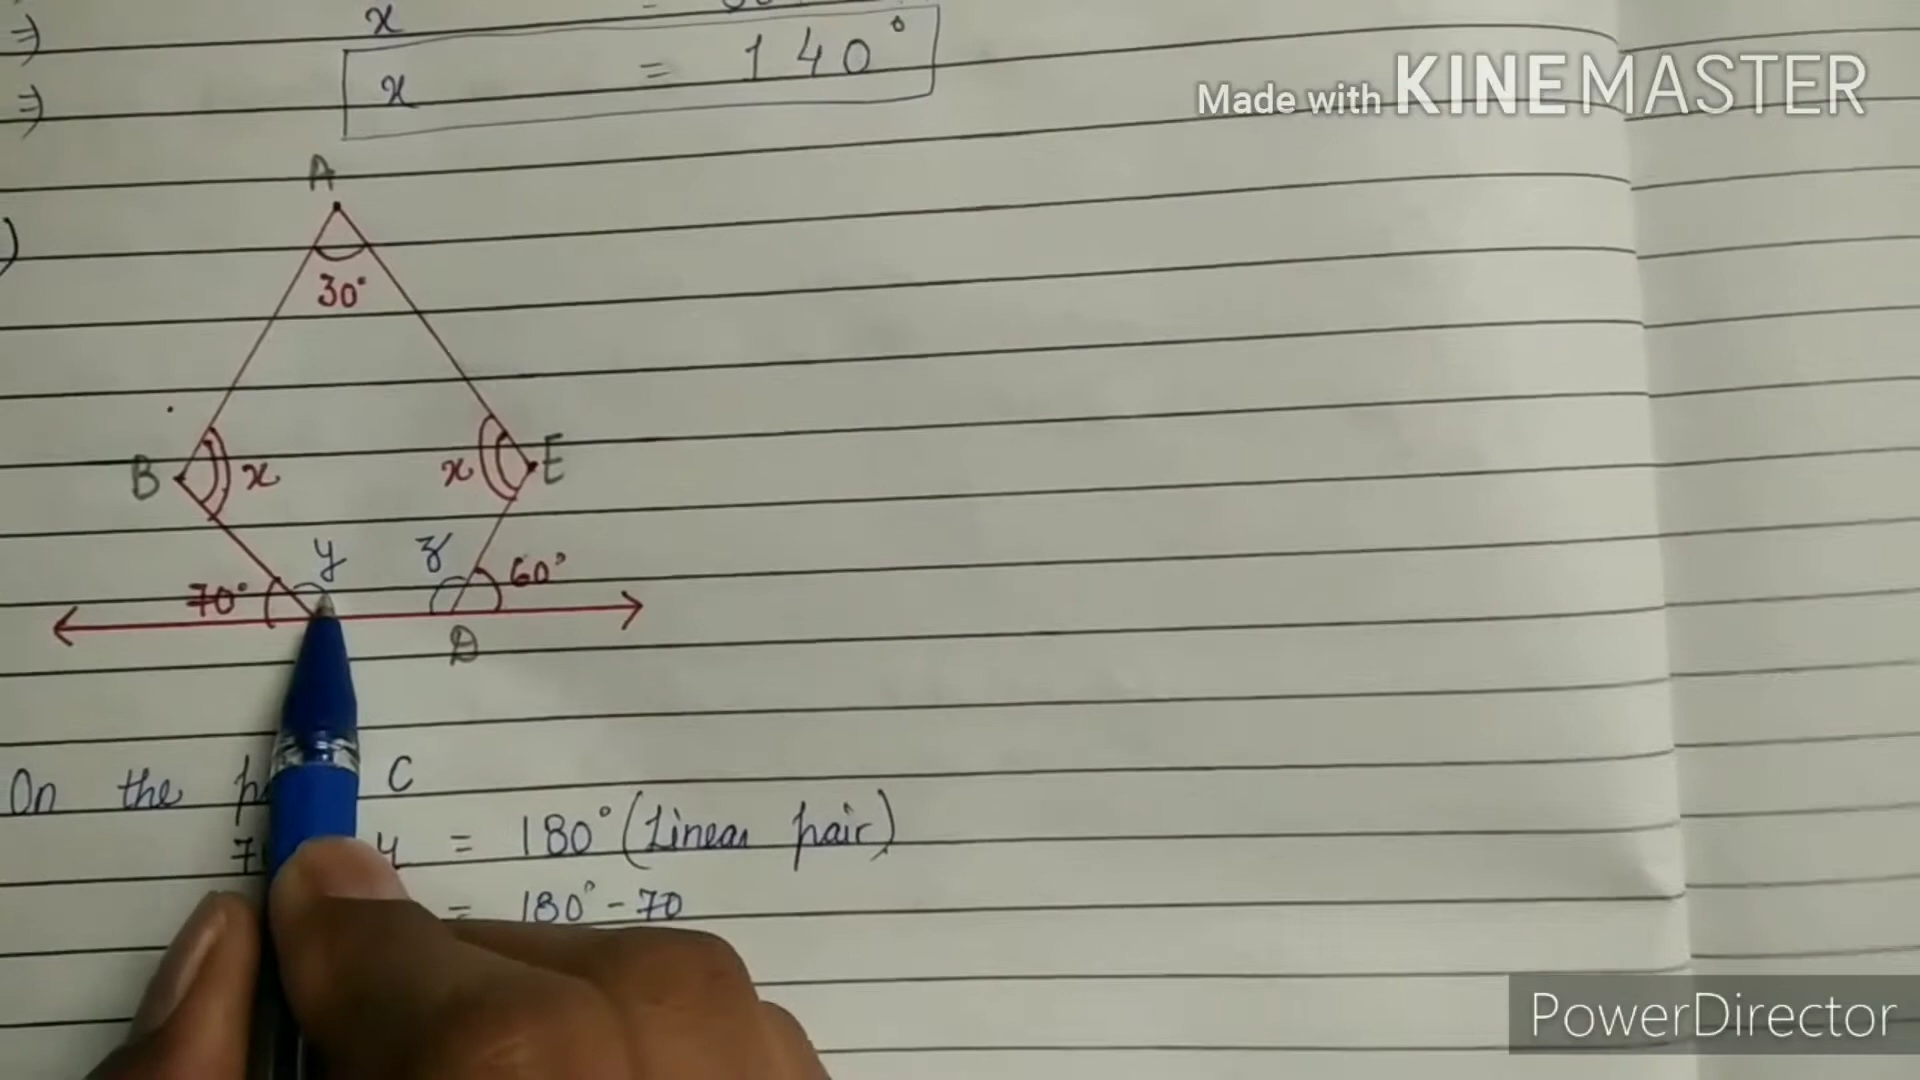 ⇒ x
⇒ x = 140°
Made with KINEMASTER
A
)
30°
B x x E
y z
70° 60°
D
On the C
y = 180° (Linear pair)
= 180° - 70
PowerDirector